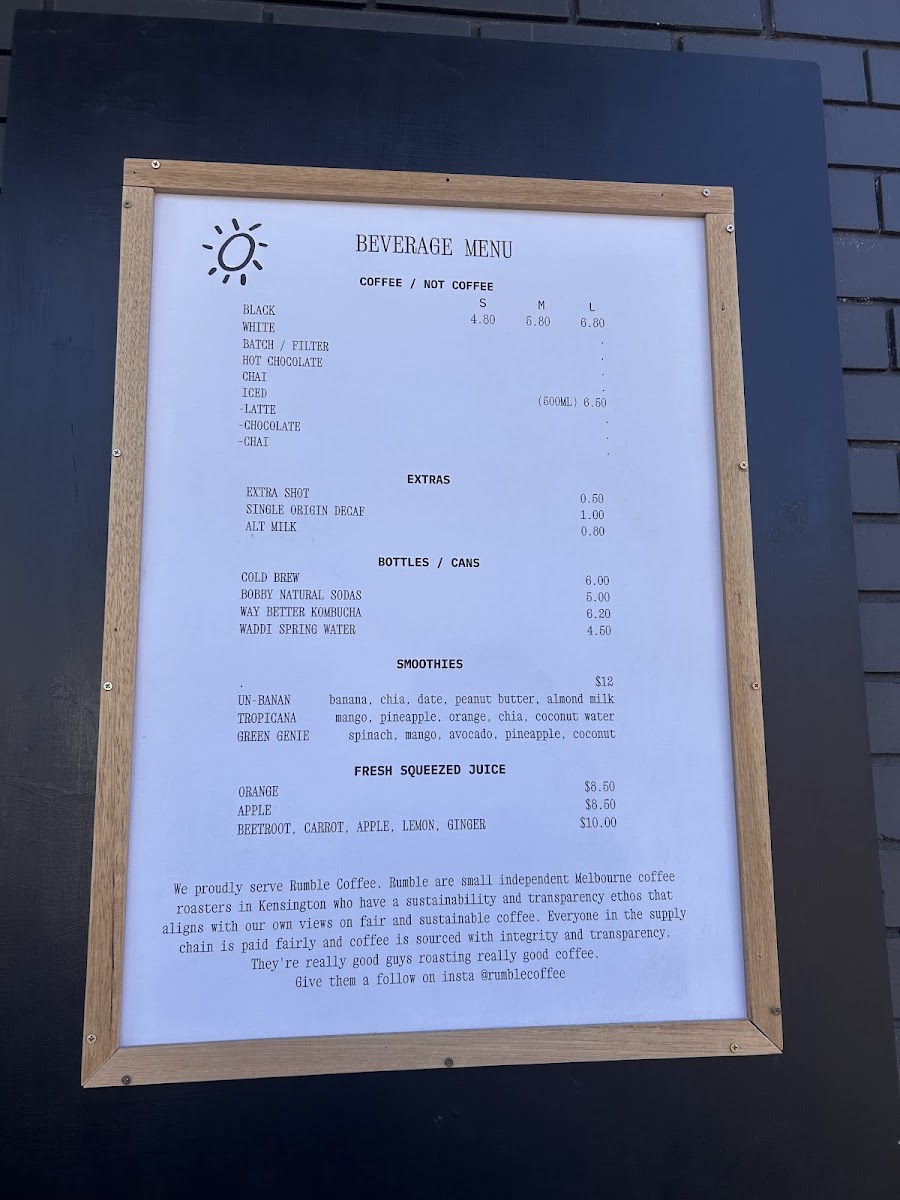 BEVERAGE MENU
COFFEE / NOT COFFEE
S M L
BLACK 4.80 5.80 6.80
WHITE
BATCH / FILTER .
HOT CHOCOLATE .
CHAI .
ICED .
-LATTE (500ML) 6.50
-CHOCOLATE .
-CHAI .
.
EXTRAS
EXTRA SHOT 0.50
SINGLE ORIGIN DECAF 1.00
ALT MILK 0.80
BOTTLES / CANS
COLD BREW 6.00
BOBBY NATURAL SODAS 5.00
WAY BETTER KOMBUCHA 6.20
WADDI SPRING WATER 4.50
SMOOTHIES
. $12
UN-BANAN banana, chia, date, peanut butter, almond milk
TROPICANA mango, pineapple, orange, chia, coconut water
GREEN GENIE spinach, mango, avocado, pineapple, coconut
FRESH SQUEEZED JUICE
ORANGE $8.50
APPLE $8.50
BEETROOT, CARROT, APPLE, LEMON, GINGER $10.00
We proudly serve Rumble Coffee. Rumble are small independent Melbourne coffee
roasters in Kensington who have a sustainability and transparency ethos that
aligns with our own views on fair and sustainable coffee. Everyone in the supply
chain is paid fairly and coffee is sourced with integrity and transparency.
They're really good guys roasting really good coffee.
Give them a follow on insta @rumblecoffee